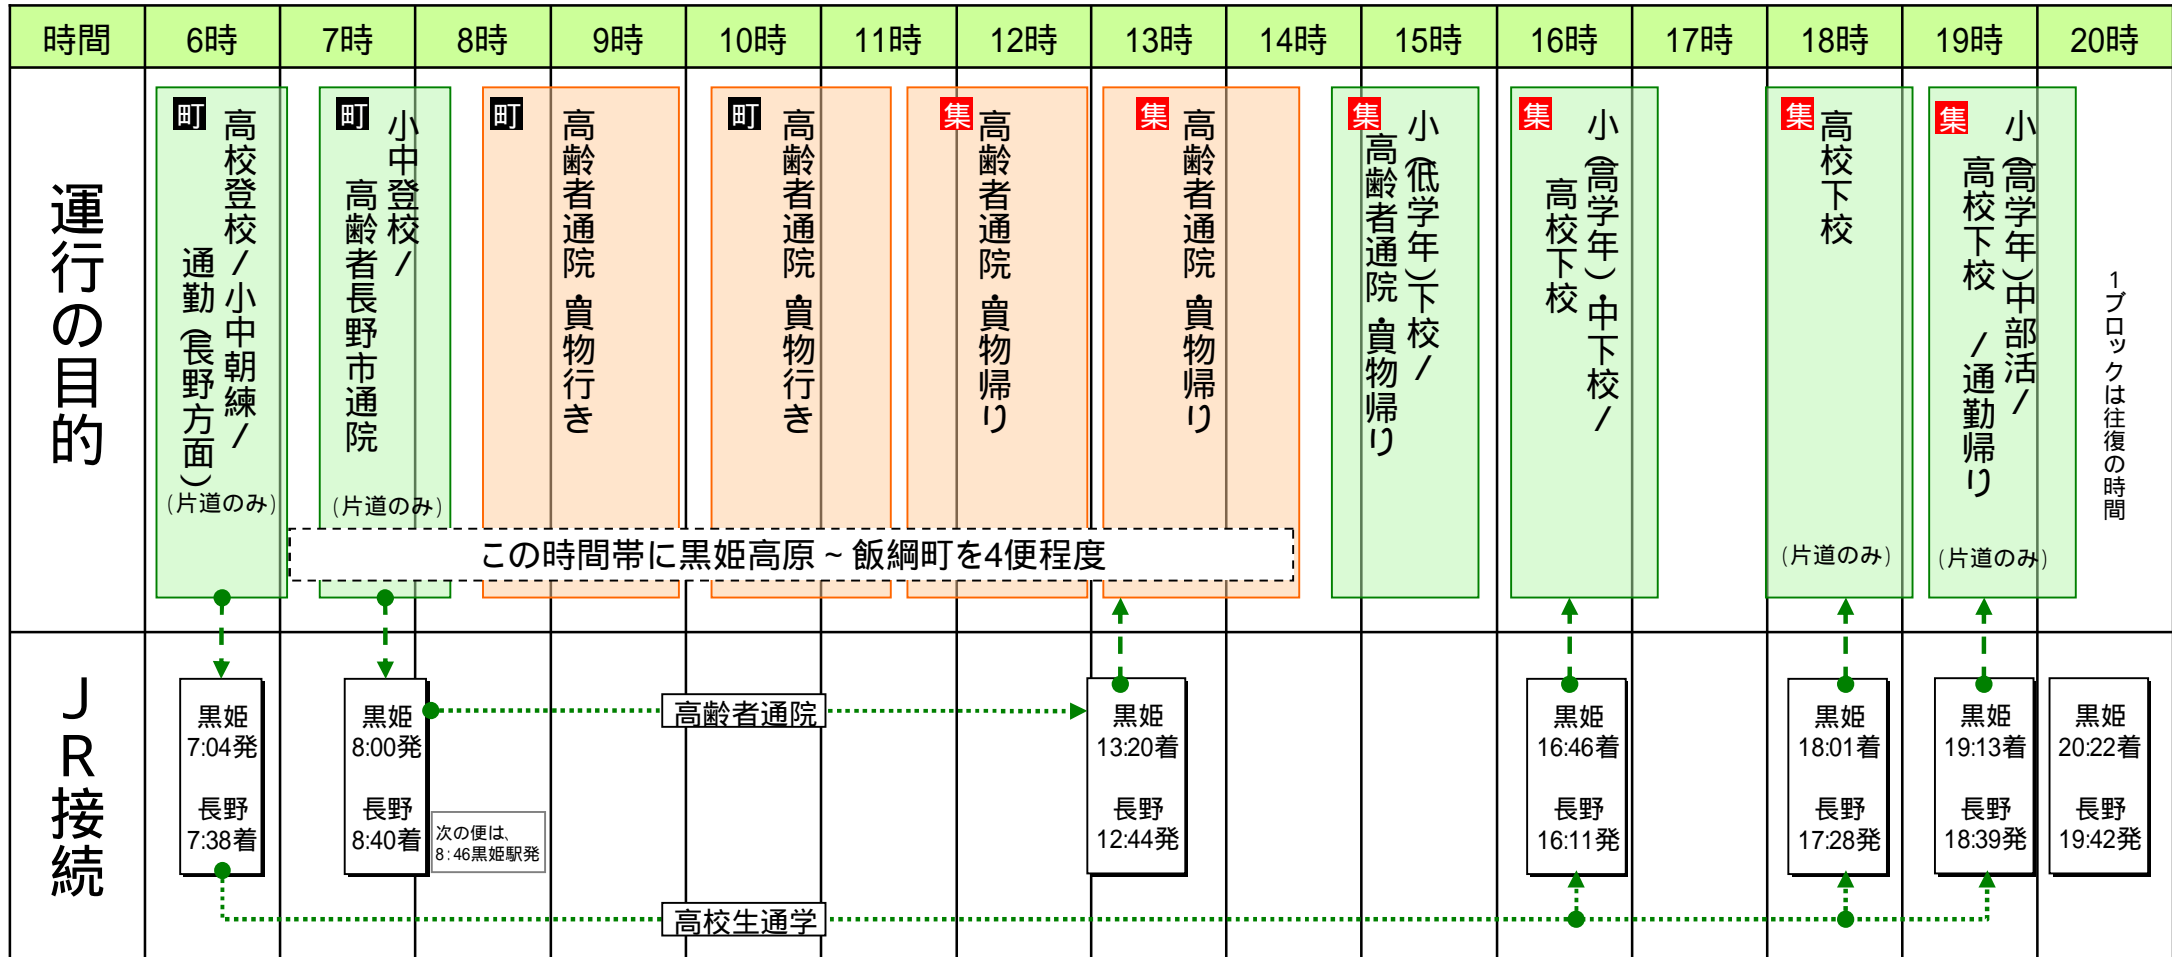 時間 6時 7時 8時 9時 10時 11時 12時 13時 14時 15時 16時 17時 18時 19時 20時
運行の目的
町
高校登校/小中朝練/
通勤(長野方面)
(片道のみ)
町
小中登校/
高齢者長野市通院
(片道のみ)
町
高齢者通院・買物行き
町
高齢者通院・買物行き
集
高齢者通院・買物帰り
集
高齢者通院・買物帰り
集
小(低学年)下校/
高齢者通院・買物帰り
集
小(高学年)・中下校/
高校下校
集
高校下校
(片道のみ)
集
小(高学年)中部活/
高校下校 /通勤帰り
(片道のみ)
1ブロックは往復の時間
この時間帯に黒姫高原~飯綱町を4便程度
JR接続
黒姫
7:04発
長野
7:38着
黒姫
8:00発
長野
8:40着
次の便は、
8:46黒姫駅発
高齢者通院
黒姫
13:20着
長野
12:44発
黒姫
16:46着
長野
16:11発
黒姫
18:01着
長野
17:28発
黒姫
19:13着
長野
18:39発
黒姫
20:22着
長野
19:42発
高校生通学